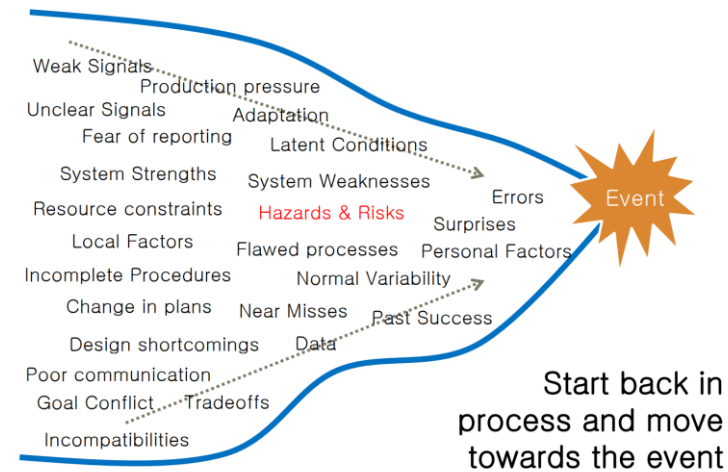 Weak Signals
Production pressure
Unclear Signals
Adaptation
Fear of reporting
Latent Conditions
System Strengths
System Weaknesses
Errors
Event
Resource constraints
Hazards & Risks
Surprises
Local Factors
Flawed processes
Personal Factors
Incomplete Procedures
Normal Variability
Change in plans
Near Misses
Past Success
Design shortcomings
Data
Poor communication
Goal Conflict
Tradeoffs
Incompatibilities
Start back in
process and move
towards the event